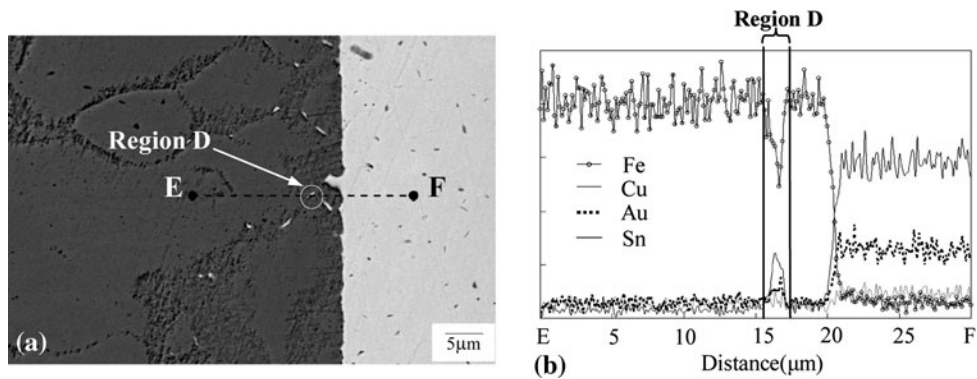 Region D
E
F
(a)
5μm
Region D
Fe
Cu
Au
Sn
E 5 10 15 20 25 F
(b) Distance(μm)